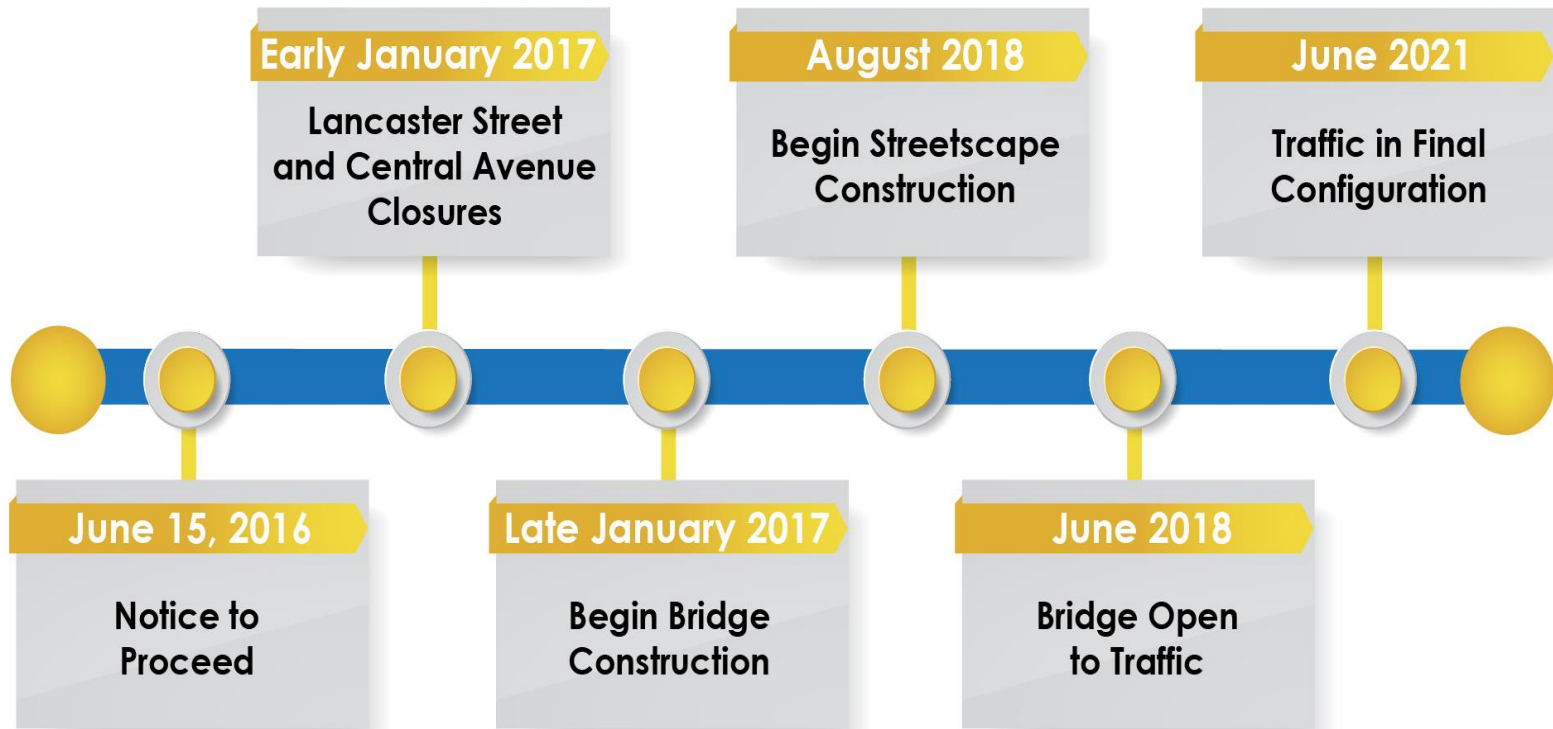 Early January 2017
Lancaster Street
and Central Avenue
Closures
August 2018
Begin Streetscape
Construction
June 2021
Traffic in Final
Configuration
June 15, 2016
Notice to
Proceed
Late January 2017
Begin Bridge
Construction
June 2018
Bridge Open
to Traffic